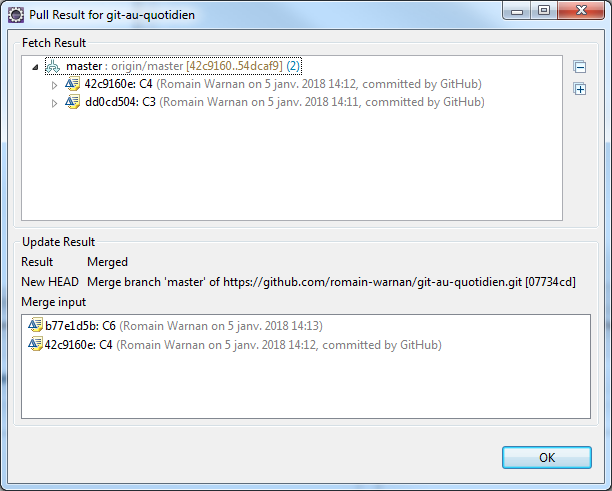 Pull Result for git-au-quotidien
Fetch Result
master : origin/master [42c9160..54dcaf9] (2)
42c9160e: C4 (Romain Warnan on 5 janv. 2018 14:12, committed by GitHub)
dd0cd504: C3 (Romain Warnan on 5 janv. 2018 14:11, committed by GitHub)
Update Result
Result Merged
New HEAD Merge branch 'master' of https://github.com/romain-warnan/git-au-quotidien.git [07734cd]
Merge input
b77e1d5b: C6 (Romain Warnan on 5 janv. 2018 14:13)
42c9160e: C4 (Romain Warnan on 5 janv. 2018 14:12, committed by GitHub)
OK